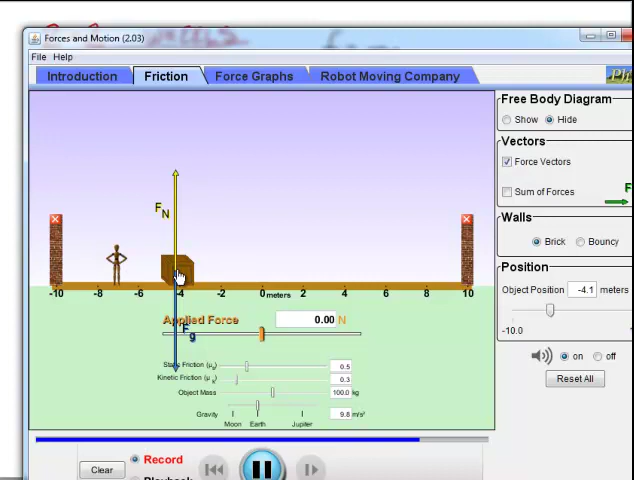 Forces and Motion (2.03)
File Help
Introduction Friction Force Graphs Robot Moving Company
Free Body Diagram
Show Hide
Vectors
Force Vectors
Sum of Forces F
Walls
Brick Bouncy
Position
Object Position -4.1 meters
-10.0
on off
Reset All
FN
-10 -8 -6 -4 -2 0 meters 2 4 6 8 10
Applied Force 0.00 N
Fg
Static Friction (μs) 0.5
Kinetic Friction (μk) 0.3
Object Mass 100.0 kg
Gravity 9.8 m/s²
Moon Earth Jupiter
Clear
Record
Playback